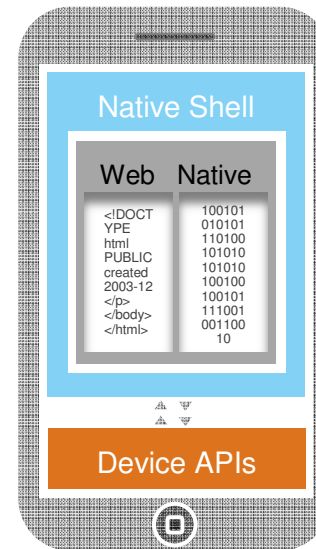 Native Shell
Web Native
<!DOCT
YPE
html
PUBLIC
created
2003-12
</p>
</body>
</html>
100101
010101
110100
101010
101010
100100
100101
111001
001100
10
Device APIs